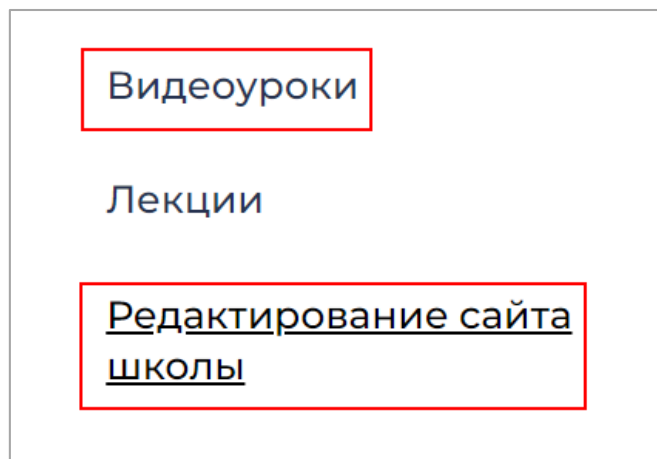 Видеоуроки
Лекции
Редактирование сайта
школы